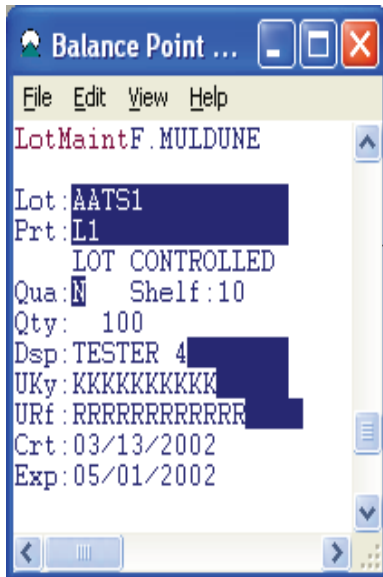 Balance Point ...
File Edit View Help
LotMaintF.MULDUNE
Lot:AATS1
Prt:L1
LOT CONTROLLED
Qua:N Shelf:10
Qty: 100
Dsp:TESTER 4
UKy:KKKKKKKKKK
URf:RRRRRRRRRRRR
Crt:03/13/2002
Exp:05/01/2002